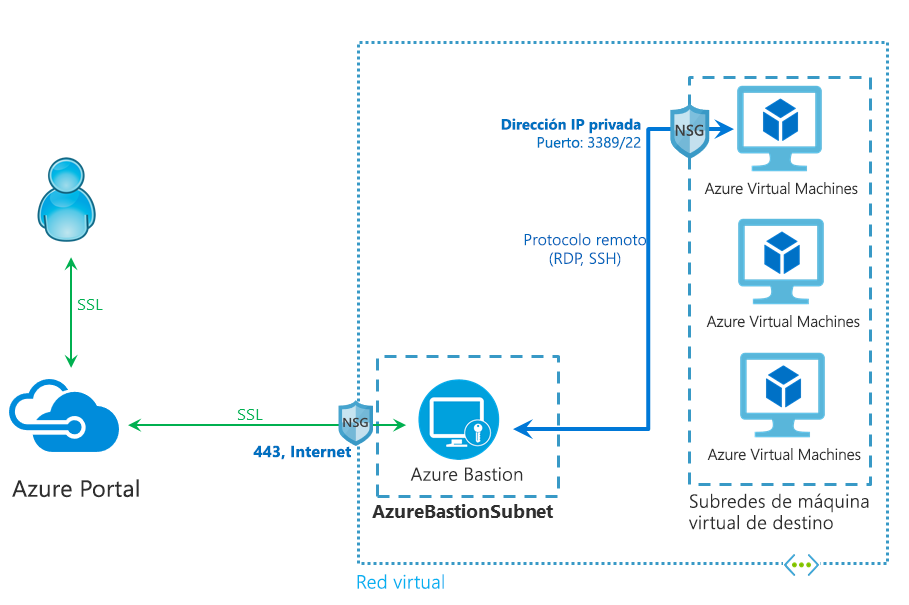 Dirección IP privada
Puerto: 3389/22
NSG
Azure Virtual Machines
Protocolo remoto
(RDP, SSH)
Azure Virtual Machines
SSL
SSL
NSG
443, Internet
Azure Bastion
Azure Virtual Machines
Azure Portal
AzureBastionSubnet
Subredes de máquina
virtual de destino
Red virtual